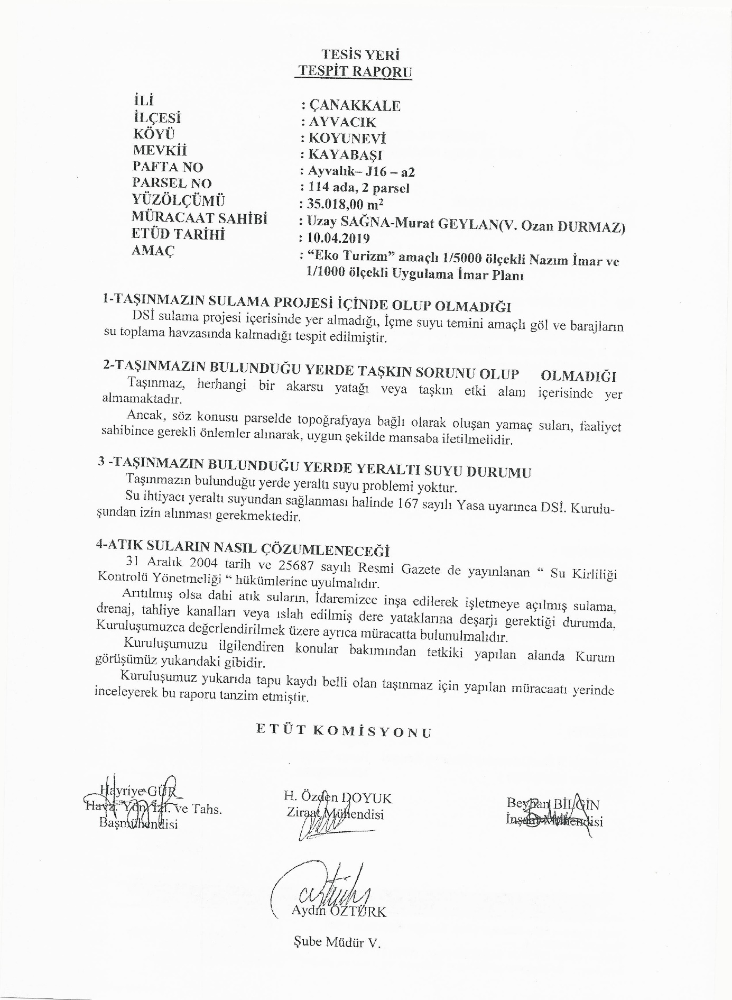 TESİS YERİ
TESPİT RAPORU
İLİ : ÇANAKKALE
İLÇESİ : AYVACIK
KÖYÜ : KOYUNEVİ
MEVKİİ : KAYABAŞI
PAFTA NO : Ayvalık– J16 – a2
PARSEL NO : 114 ada, 2 parsel
YÜZÖLÇÜMÜ : 35.018,00 m²
MÜRACAAT SAHİBİ : Uzay SAĞNA-Murat GEYLAN(V. Ozan DURMAZ)
ETÜD TARİHİ : 10.04.2019
AMAÇ : “Eko Turizm” amaçlı 1/5000 ölçekli Nazım İmar ve
1/1000 ölçekli Uygulama İmar Planı
1-TAŞINMAZIN SULAMA PROJESİ İÇİNDE OLUP OLMADIĞI
DSİ sulama projesi içerisinde yer almadığı, İçme suyu temini amaçlı göl ve barajların
su toplama havzasında kalmadığı tespit edilmiştir.
2-TAŞINMAZIN BULUNDUĞU YERDE TAŞKIN SORUNU OLUP OLMADIĞI
Taşınmaz, herhangi bir akarsu yatağı veya taşkın etki alanı içerisinde yer
almamaktadır.
Ancak, söz konusu parselde topoğrafyaya bağlı olarak oluşan yamaç suları, faaliyet
sahibince gerekli önlemler alınarak, uygun şekilde mansaba iletilmelidir.
3 -TAŞINMAZIN BULUNDUĞU YERDE YERALTI SUYU DURUMU
Taşınmazın bulunduğu yerde yeraltı suyu problemi yoktur.
Su ihtiyacı yeraltı suyundan sağlanması halinde 167 sayılı Yasa uyarınca DSİ. Kurulu-
şundan izin alınması gerekmektedir.
4-ATIK SULARIN NASIL ÇÖZUMLENECEĞİ
31 Aralık 2004 tarih ve 25687 sayılı Resmi Gazete de yayınlanan “ Su Kirliliği
Kontrolü Yönetmeliği “ hükümlerine uyulmalıdır.
Arıtılmış olsa dahi atık suların, İdaremizce inşa edilerek işletmeye açılmış sulama,
drenaj, tahliye kanalları veya ıslah edilmiş dere yataklarına deşarjı gerektiği durumda,
Kuruluşumuzca değerlendirilmek üzere ayrıca müracatta bulunulmalıdır.
Kuruluşumuzu ilgilendiren konular bakımından tetkiki yapılan alanda Kurum
görüşümüz yukarıdaki gibidir.
Kuruluşumuz yukarıda tapu kaydı belli olan taşınmaz için yapılan müracaatı yerinde
inceleyerek bu raporu tanzim etmiştir.
E T Ü T K O M İ S Y O N U
Hayriye GÜR
Havz. Yön. İzl. ve Tahs.
Başmühendisi
H. Özden DOYUK
Ziraat Mühendisi
Beyhan BİLGİN
İnşaat Mühendisi
Aydın ÖZTÜRK
Şube Müdür V.